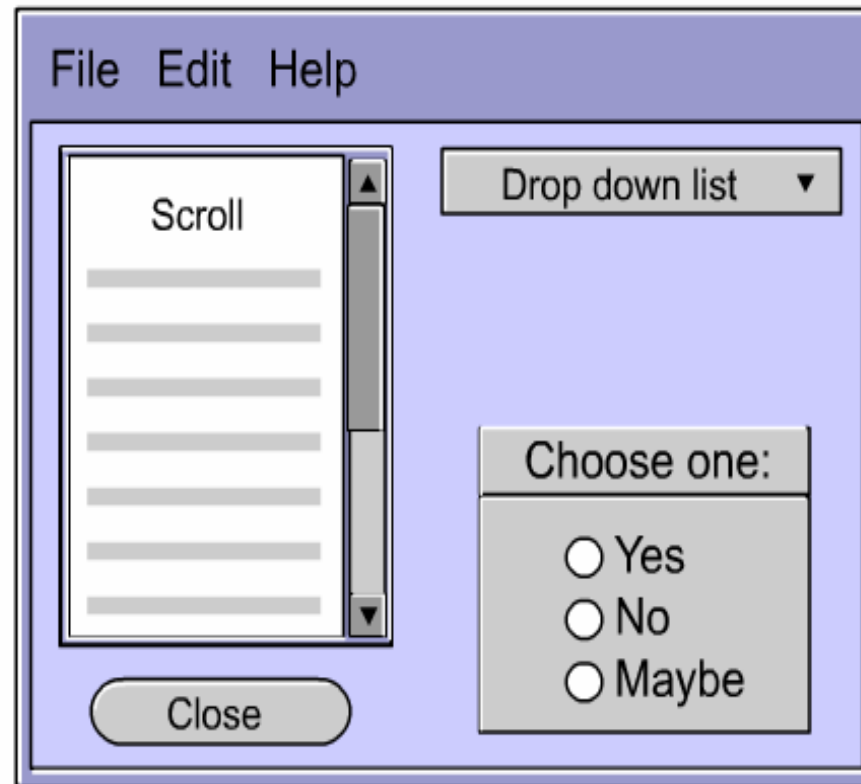 File Edit Help
Scroll
Drop down list
Choose one:
Yes
No
Maybe
Close